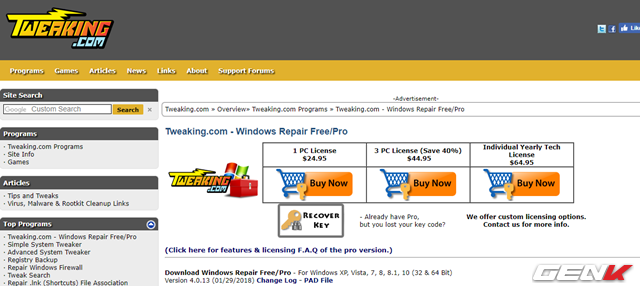 TWEAKING
.COM
Like
Programs Games Articles News Links About Support Forums
Site Search
Google Custom Search Search ×
Programs
· Tweaking.com Programs
· Site Info
· Games
Articles
· Tips and Tweaks
· Virus, Malware & Rootkit Cleanup Links
Top Programs
· Tweaking.com - Windows Repair Free/Pro
· Simple System Tweaker
· Advanced System Tweaker
· Registry Backup
· Repair Windows Firewall
· Tweak Search
· Repair .lnk (Shortcuts) File Association
-Advertisement-
Tweaking.com » Overview» Tweaking.com Programs » Tweaking.com - Windows Repair Free/Pro
Tweaking.com - Windows Repair Free/Pro
TWEAKING
.COM
1 PC License
$24.95
Buy Now
3 PC License (Save 40%)
$44.95
Buy Now
Individual Yearly Tech
License
$64.95
Buy Now
RECOVER
KEY
- Already have Pro,
but you lost your key code?
We offer custom licensing options.
Contact us for more info.
(Click here for features & licensing F.A.Q of the pro version.)
Download Windows Repair Free/Pro - For Windows XP, Vista, 7, 8, 8.1, 10 (32 & 64 Bit)
Version 4.0.13 (01/29/2018) Change Log - PAD File
GENK